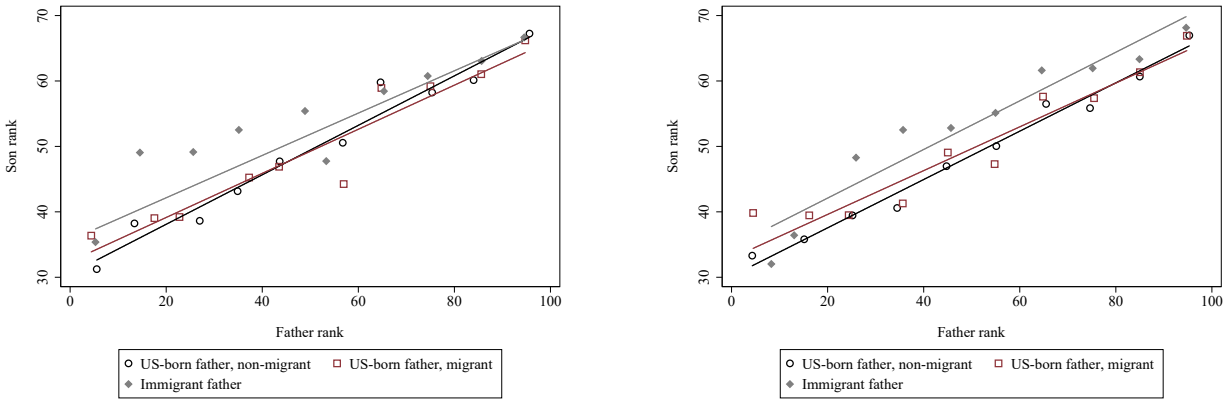 70
60
50
40
30
Son rank
0 20 40 60 80 100
Father rank
US-born father, non-migrant US-born father, migrant
Immigrant father
70
60
50
40
30
Son rank
0 20 40 60 80 100
Father rank
US-born father, non-migrant US-born father, migrant
Immigrant father